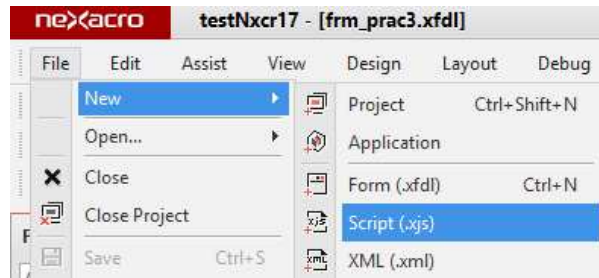 nexacro testNxcr17 - [frm_prac3.xfdl]
File Edit Assist View Design Layout Debug
New Project Ctrl+Shift+N
Open... Application
Close Form (.xfdl) Ctrl+N
Close Project Script (.xjs)
Save Ctrl+S XML (.xml)